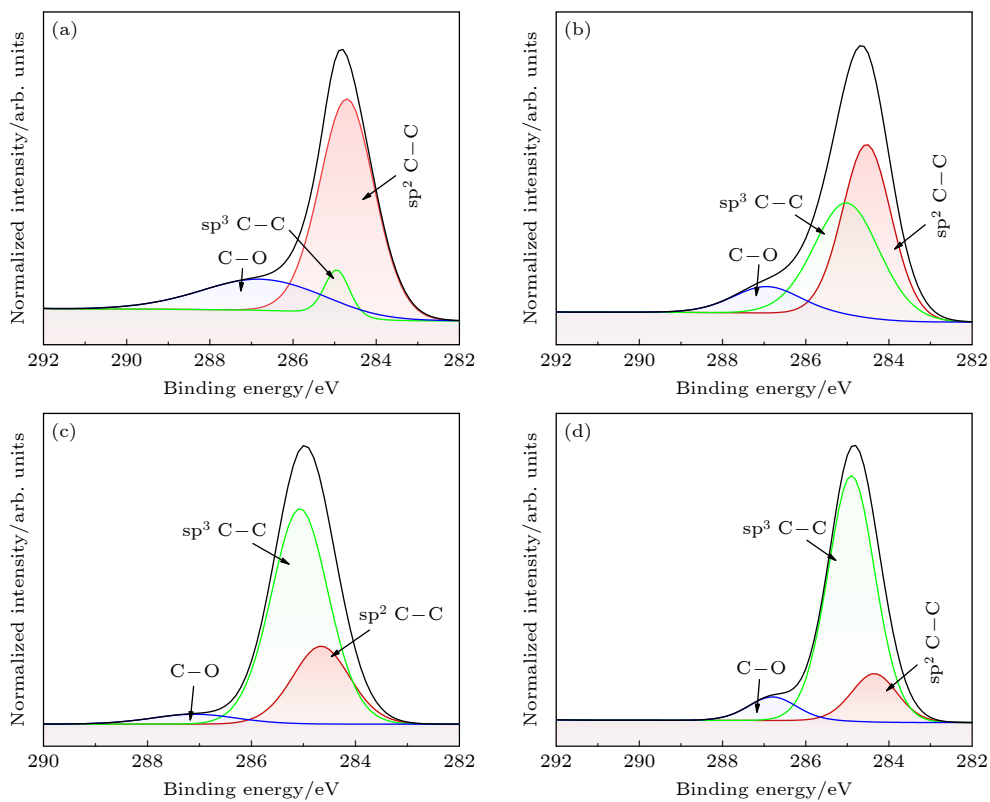 (a)
Normalized intensity/arb. units
sp³ C−C
C−O
sp² C−C
292 290 288 286 284 282
Binding energy/eV
(b)
Normalized intensity/arb. units
sp³ C−C
C−O
sp² C−C
292 290 288 286 284 282
Binding energy/eV
(c)
Normalized intensity/arb. units
sp³ C−C
sp² C−C
C−O
290 288 286 284 282
Binding energy/eV
(d)
Normalized intensity/arb. units
sp³ C−C
C−O
sp² C−C
292 290 288 286 284 282
Binding energy/eV